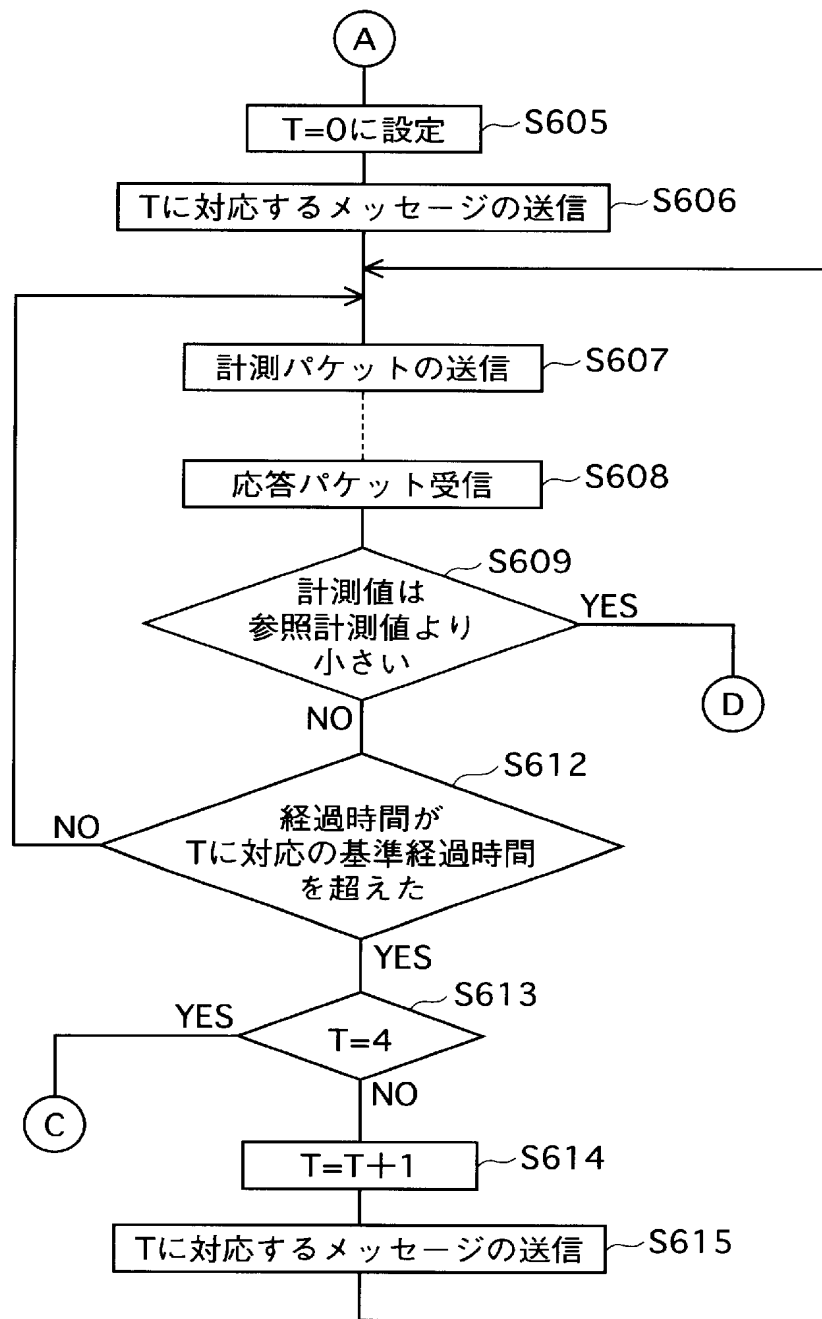 A
T=0に設定
S605
Tに対応するメッセージの送信
S606
計測パケットの送信
S607
応答パケット受信
S608
S609
計測値は
参照計測値より
小さい
YES
D
NO
S612
経過時間が
Tに対応の基準経過時間
を超えた
NO
YES
S613
YES
T=4
C
NO
T=T+1
S614
Tに対応するメッセージの送信
S615